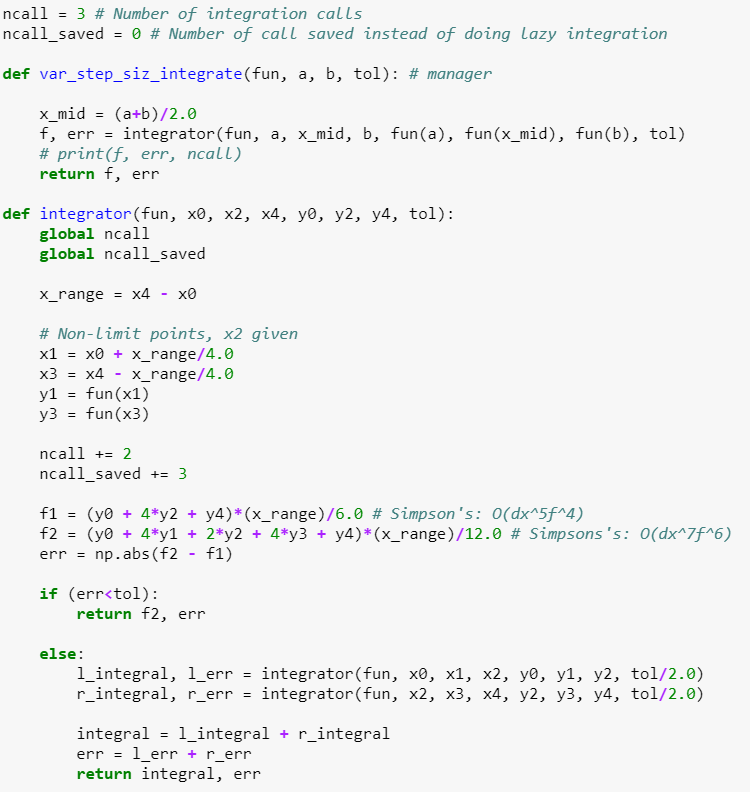 ncall = 3 # Number of integration calls
ncall_saved = 0 # Number of call saved instead of doing lazy integration
def var_step_siz_integrate(fun, a, b, tol): # manager
x_mid = (a+b)/2.0
f, err = integrator(fun, a, x_mid, b, fun(a), fun(x_mid), fun(b), tol)
# print(f, err, ncall)
return f, err
def integrator(fun, x0, x2, x4, y0, y2, y4, tol):
global ncall
global ncall_saved
x_range = x4 - x0
# Non-limit points, x2 given
x1 = x0 + x_range/4.0
x3 = x4 - x_range/4.0
y1 = fun(x1)
y3 = fun(x3)
ncall += 2
ncall_saved += 3
f1 = (y0 + 4*y2 + y4)*(x_range)/6.0 # Simpson's: O(dx^5f^4)
f2 = (y0 + 4*y1 + 2*y2 + 4*y3 + y4)*(x_range)/12.0 # Simpsons's: O(dx^7f^6)
err = np.abs(f2 - f1)
if (err<tol):
return f2, err
else:
l_integral, l_err = integrator(fun, x0, x1, x2, y0, y1, y2, tol/2.0)
r_integral, r_err = integrator(fun, x2, x3, x4, y2, y3, y4, tol/2.0)
integral = l_integral + r_integral
err = l_err + r_err
return integral, err